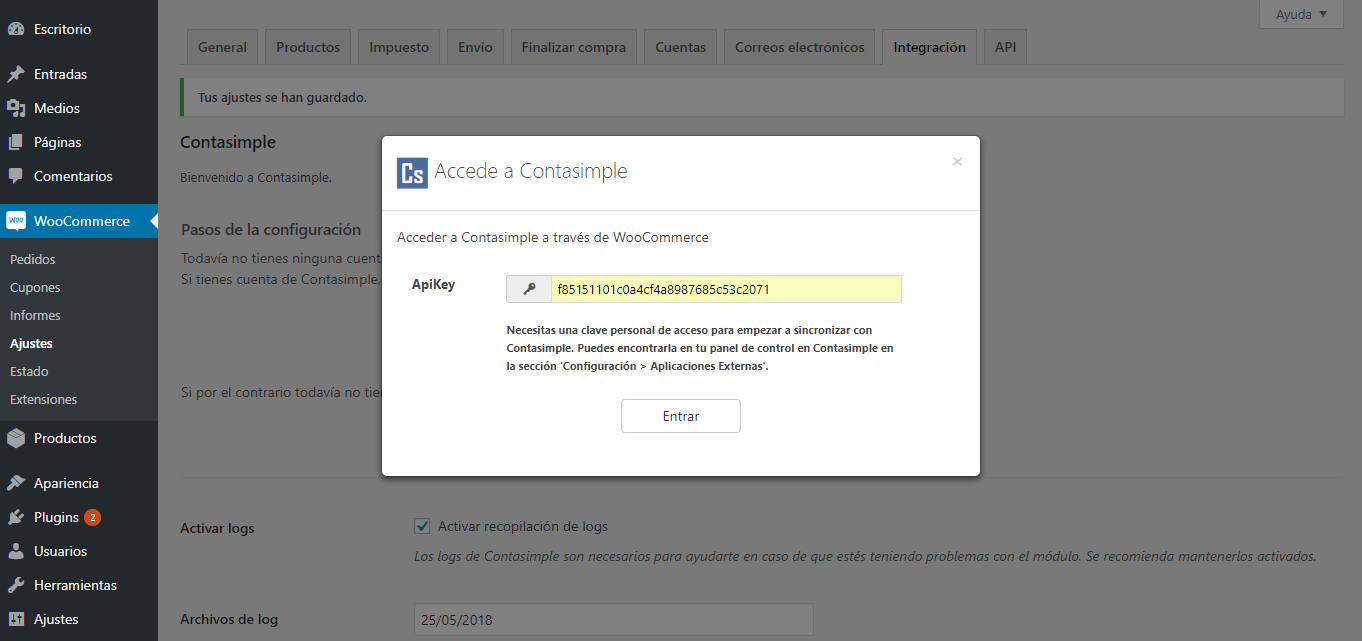 Escritorio
Entradas
Medios
Páginas
Comentarios
Woo WooCommerce
Pedidos
Cupones
Informes
Ajustes
Estado
Extensiones
Productos
Apariencia
Plugins 2
Usuarios
Herramientas
Ajustes
Ayuda
General Productos Impuesto Envío Finalizar compra Cuentas Correos electrónicos Integración API
Tus ajustes se han guardado.
Contasimple
Bienvenido a Contasimple.
Pasos de la configuración
Todavía no tienes ninguna cuent
Si tienes cuenta de Contasimple,
Si por el contrario todavía no tien
Cs Accede a Contasimple ×
Acceder a Contasimple a través de WooCommerce
ApiKey f85151101c0a4cf4a8987685c53c2071
Necesitas una clave personal de acceso para empezar a sincronizar con
Contasimple. Puedes encontrarla en tu panel de control en Contasimple en
la sección 'Configuración > Aplicaciones Externas'.
Entrar
Activar logs Activar recopilación de logs
Los logs de Contasimple son necesarios para ayudarte en caso de que estés teniendo problemas con el módulo. Se recomienda mantenerlos activados.
Archivos de log 25/05/2018